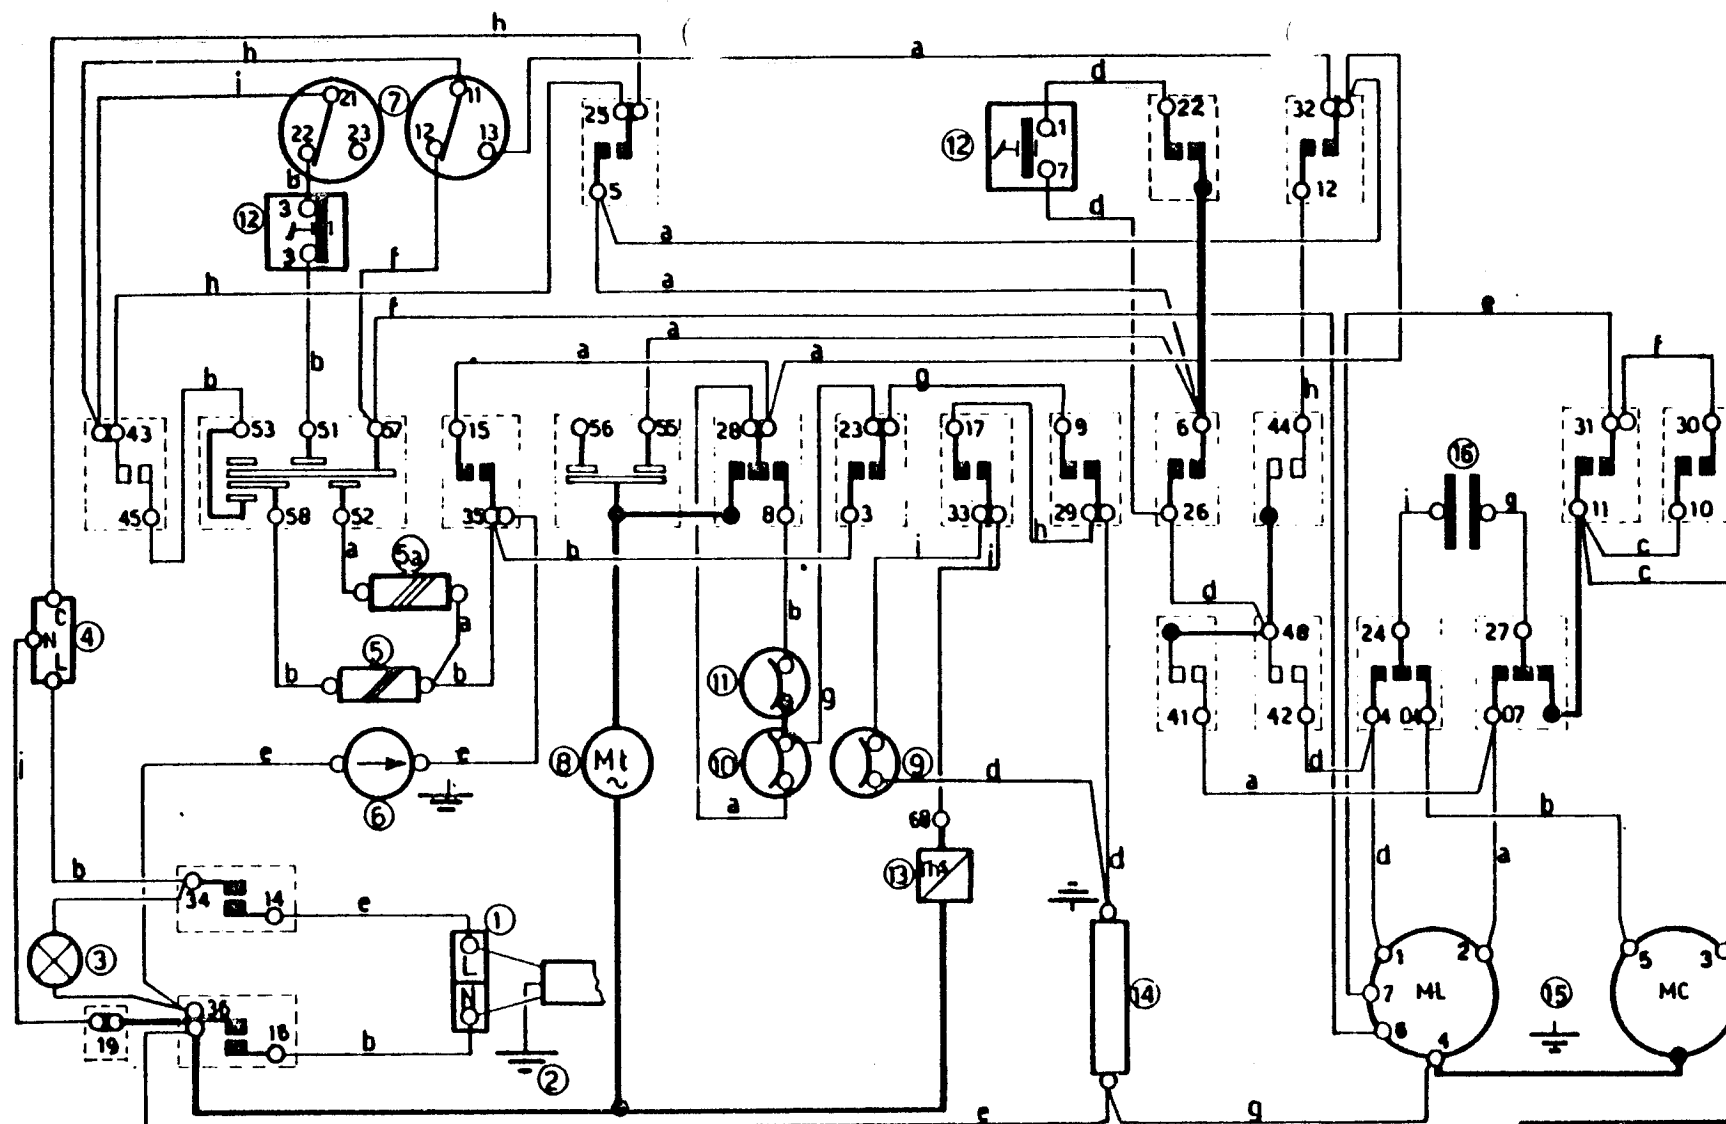 h
h a
i d
21 7 11 25 1 22 32
22 23 12 13 12
b 7
3 5 12
12 d
3 f a
h a e
f
a f
b a a
b g h
43 53 51 57 15 56 55 28 23 17 9 6 44 31 30
16
i g
45 58 52 35 8 3 33 29 26 11 10
a b i i h c
5a c
a b d
C
N 4 48 24 27
L 5
b b 11 g 41 42 4 04 07
i e e 8 Mt 10 9 d d
~ a b
6 a
68
b d d a
13 ms
34 14 e 1
3 L 5 3
N 14 1 2
7 ML 15 MC
36 6
19 18 b 4
2
e g